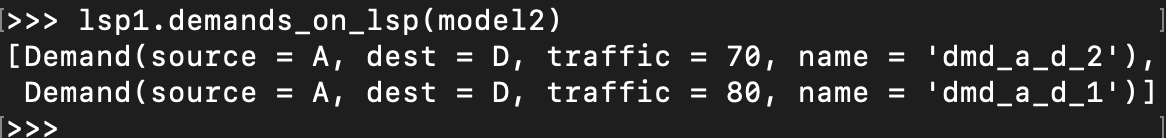 >>> lsp1.demands_on_lsp(model2)
[Demand(source = A, dest = D, traffic = 70, name = 'dmd_a_d_2'),
 Demand(source = A, dest = D, traffic = 80, name = 'dmd_a_d_1')]
>>>